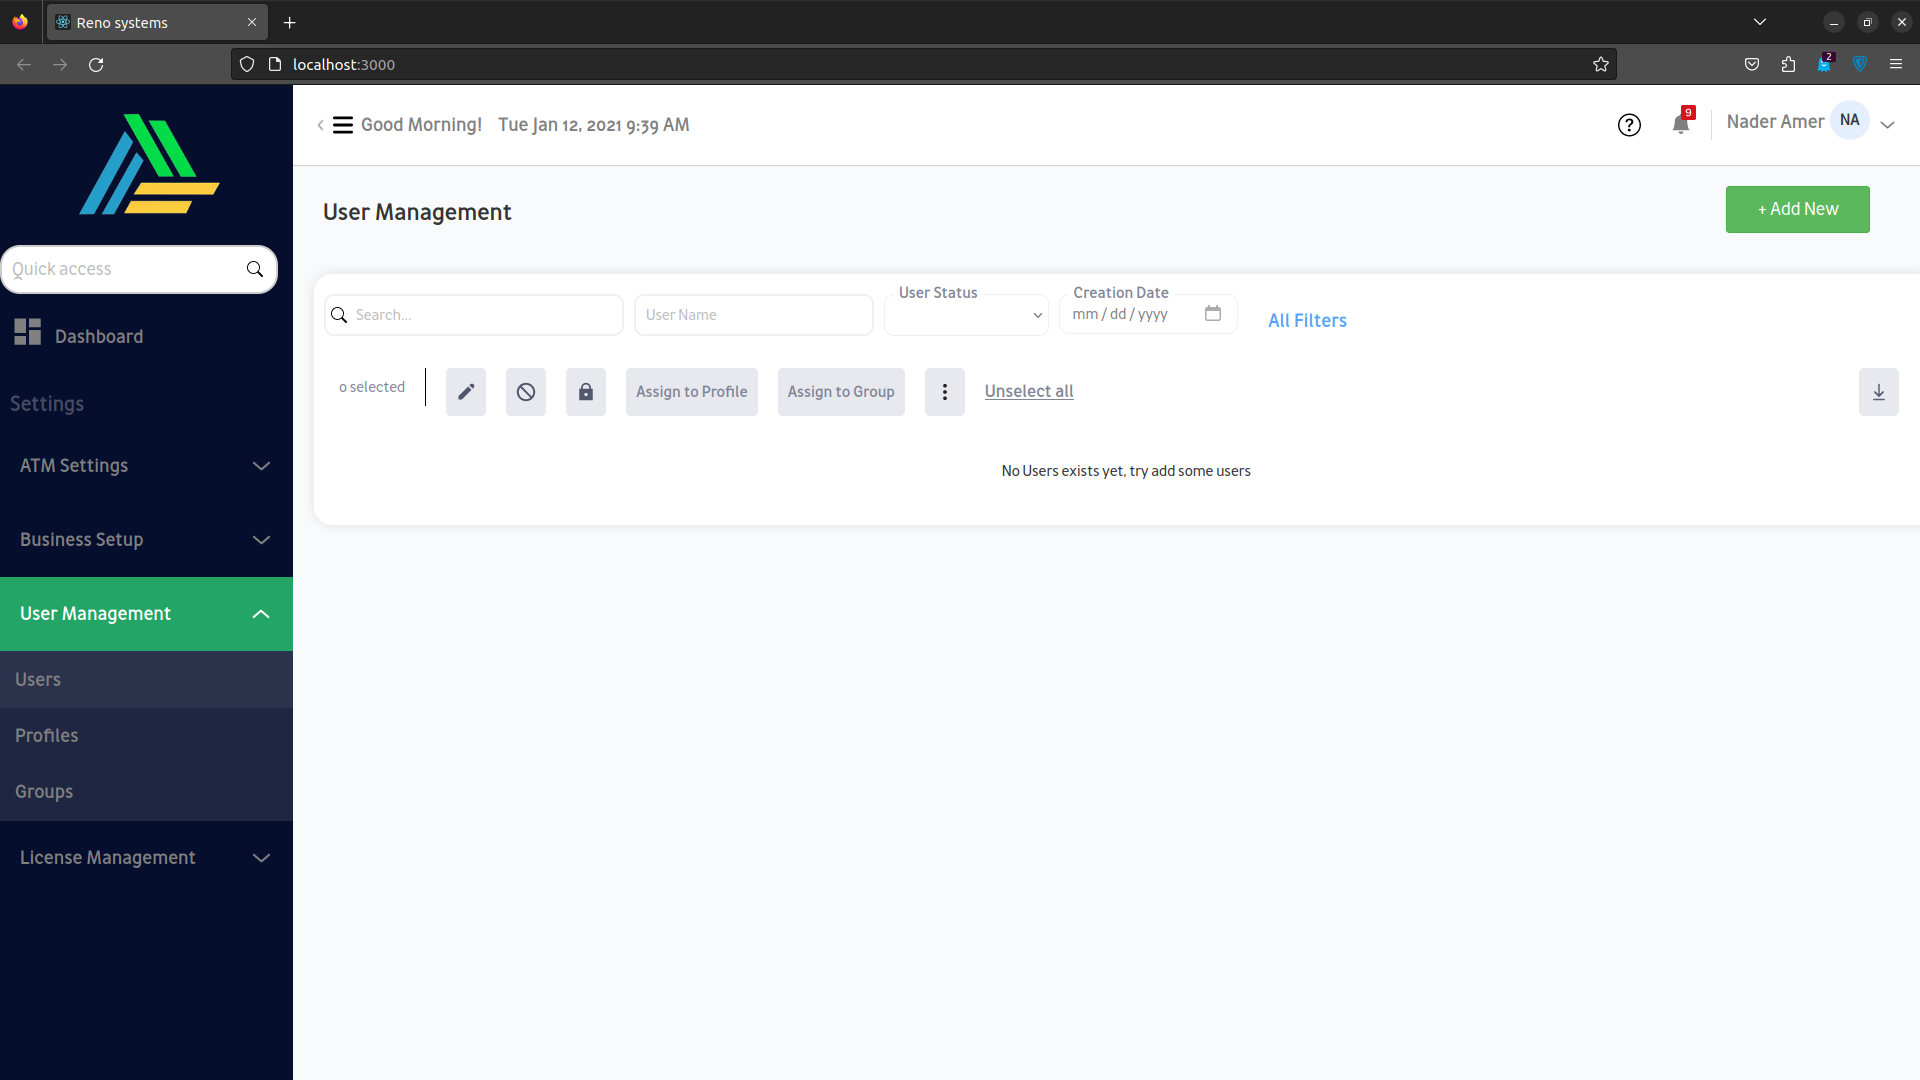 Reno systems
localhost:3000
2
Good Morning! Tue Jan 12, 2021 9:39 AM
9
Nader Amer NA
Quick access
Dashboard
Settings
ATM Settings
Business Setup
User Management
Users
Profiles
Groups
License Management
User Management
+ Add New
Search...
User Name
User Status
Creation Date
mm / dd / yyyy
All Filters
0 selected
Assign to Profile
Assign to Group
Unselect all
No Users exists yet, try add some users